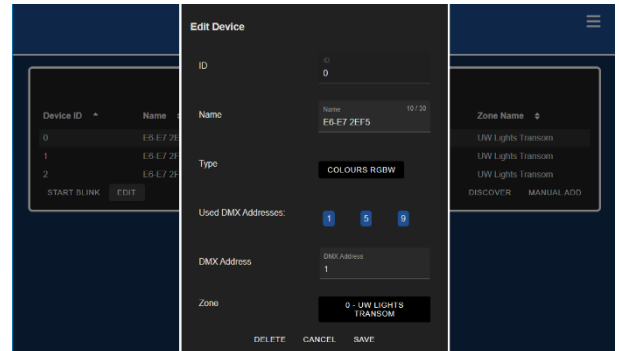 Edit Device
ID
ID
0
Name
Name 10 / 30
E6-E7 2EF5
Type
COLOURS RGBW
Used DMX Addresses:
1 5 9
DMX Address
DMX Address
1
Zone
0 - UW LIGHTS
TRANSOM
DELETE CANCEL SAVE
Device ID Name Zone Name
0 E6-E7 2E UW Lights Transom
1 E6-E7 2F UW Lights Transom
2 E6-E7 2F UW Lights Transom
START BLINK EDIT DISCOVER MANUAL ADD